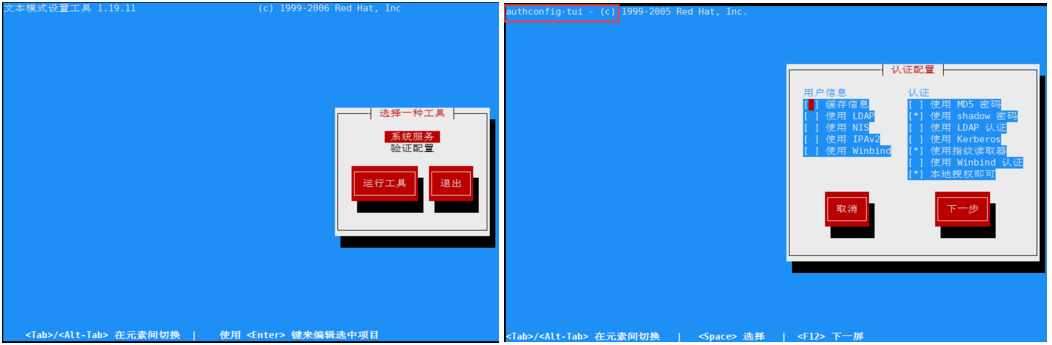 文本模式设置工具 1.19.11 (c) 1999-2006 Red Hat, Inc
选择一种工具
系统服务
验证配置
运行工具 退出
<Tab>/<Alt-Tab> 在元素间切换 | 使用 <Enter> 键来编辑选中项目
authconfig-tui - (c) 1999-2005 Red Hat, Inc.
认证配置
用户信息 认证
[ ] 缓存信息 [ ] 使用 MD5 密码
[ ] 使用 LDAP [*] 使用 shadow 密码
[ ] 使用 NIS [ ] 使用 LDAP 认证
[ ] 使用 IPAv2 [ ] 使用 Kerberos
[ ] 使用 Winbind [*] 使用指纹读取器
[ ] 使用 Winbind 认证
[*] 本地授权即可
取消 下一步
<Tab>/<Alt-Tab> 在元素间切换 | <Space> 选择 | <F12> 下一屏